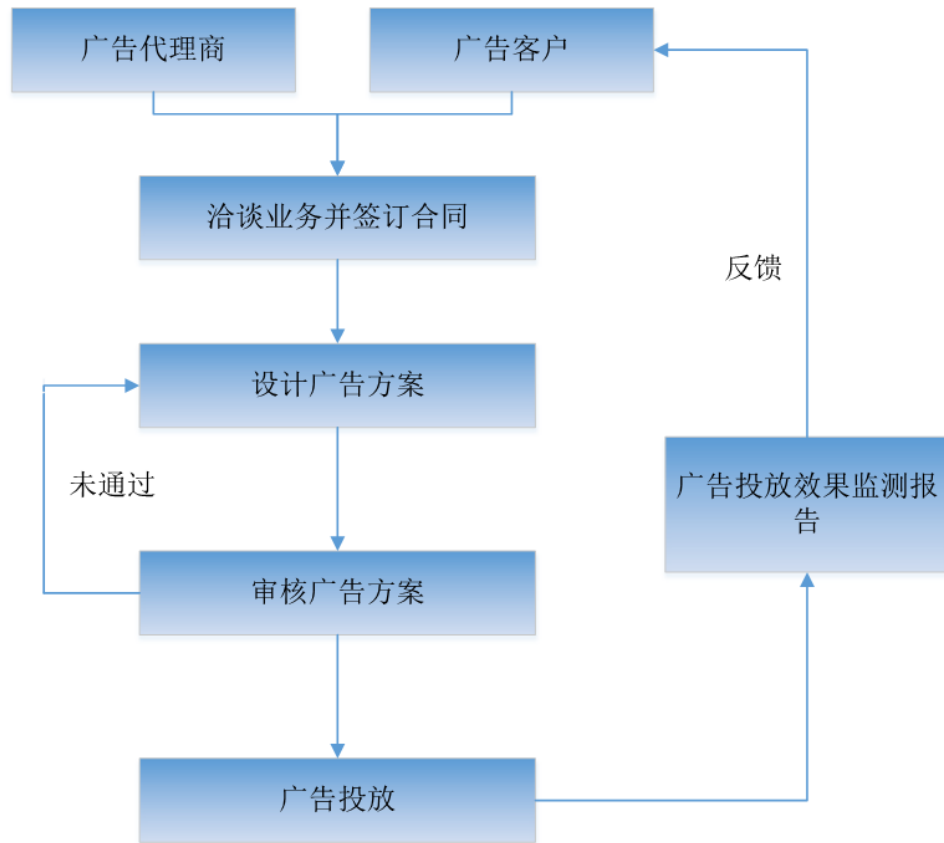 广告代理商
广告客户
洽谈业务并签订合同
反馈
设计广告方案
未通过
广告投放效果监测报
告
审核广告方案
广告投放